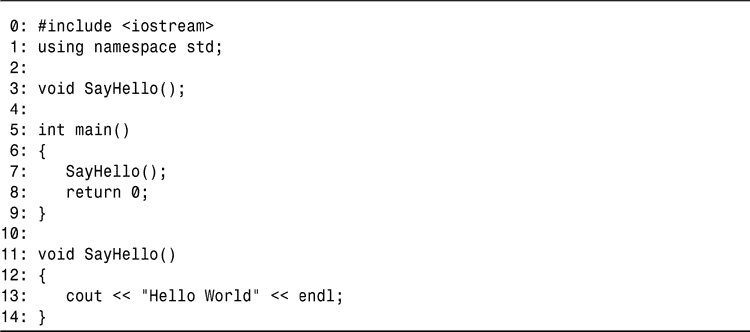 0: #include <iostream>
1: using namespace std;
2:
3: void SayHello();
4:
5: int main()
6: {
7:    SayHello();
8:    return 0;
9: }
10:
11: void SayHello()
12: {
13:    cout << "Hello World" << endl;
14: }